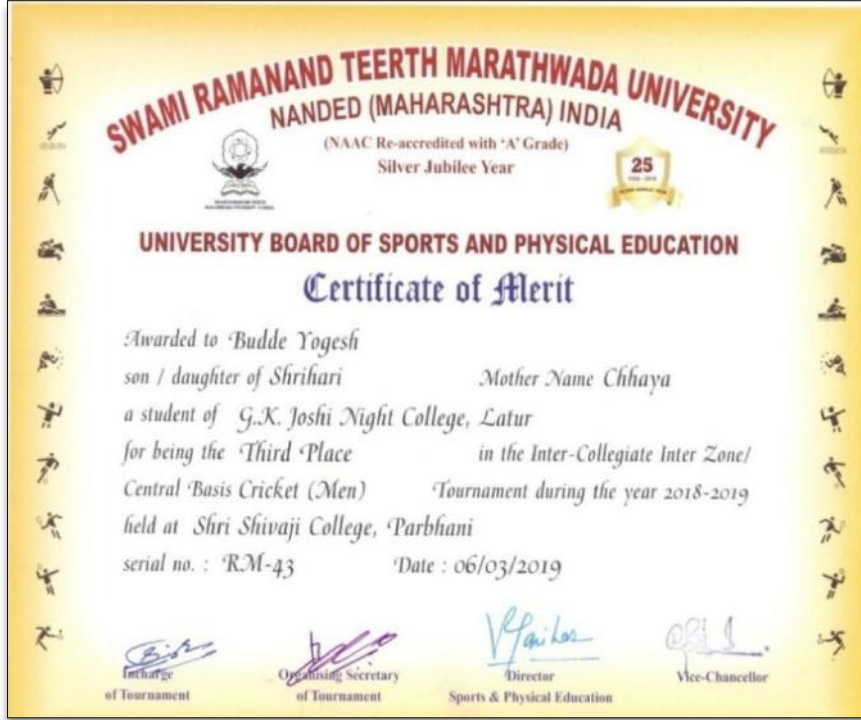 SWAMI RAMANAND TEERTH MARATHWADA UNIVERSITY
NANDED (MAHARASHTRA) INDIA
(NAAC Re-accredited with 'A' Grade)
Silver Jubilee Year
25
UNIVERSITY BOARD OF SPORTS AND PHYSICAL EDUCATION
Certificate of Merit
Awarded to Budde Yogesh
son / daughter of Shrihari Mother Name Chhaya
a student of G.K. Joshi Night College, Latur
for being the Third Place in the Inter-Collegiate Inter Zone/
Central Basis Cricket (Men) Tournament during the year 2018-2019
held at Shri Shivaji College, Parbhani
serial no. : RM-43 Date : 06/03/2019
Incharge Organising Secretary Director Vice-Chancellor
of Tournament of Tournament Sports & Physical Education